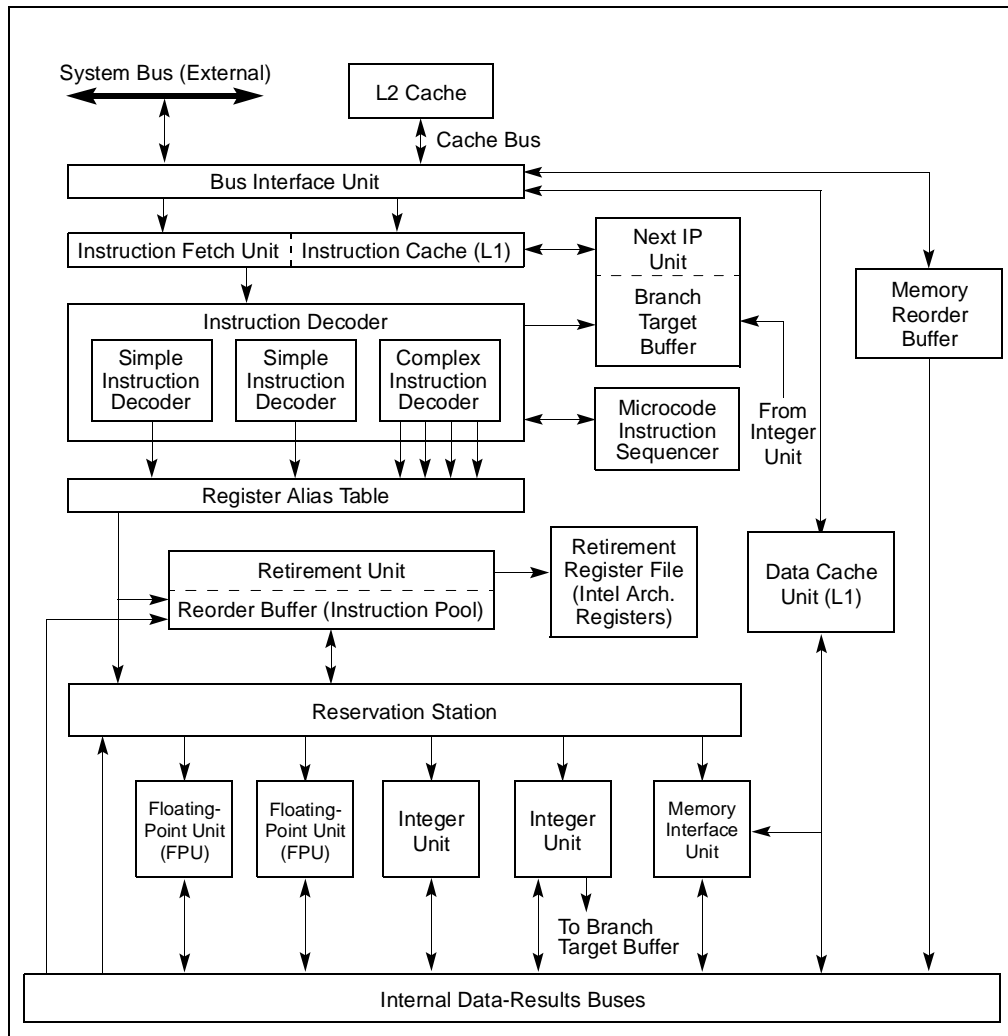 System Bus (External)
L2 Cache
Cache Bus
Bus Interface Unit
Instruction Fetch Unit
Instruction Cache (L1)
Next IP
Unit
Branch
Target
Buffer
Memory
Reorder
Buffer
Instruction Decoder
Simple
Instruction
Decoder
Simple
Instruction
Decoder
Complex
Instruction
Decoder
Microcode
Instruction
Sequencer
From
Integer
Unit
Register Alias Table
Retirement Unit
Reorder Buffer (Instruction Pool)
Retirement
Register File
(Intel Arch.
Registers)
Data Cache
Unit (L1)
Reservation Station
Floating-
Point Unit
(FPU)
Floating-
Point Unit
(FPU)
Integer
Unit
Integer
Unit
Memory
Interface
Unit
To Branch
Target Buffer
Internal Data-Results Buses